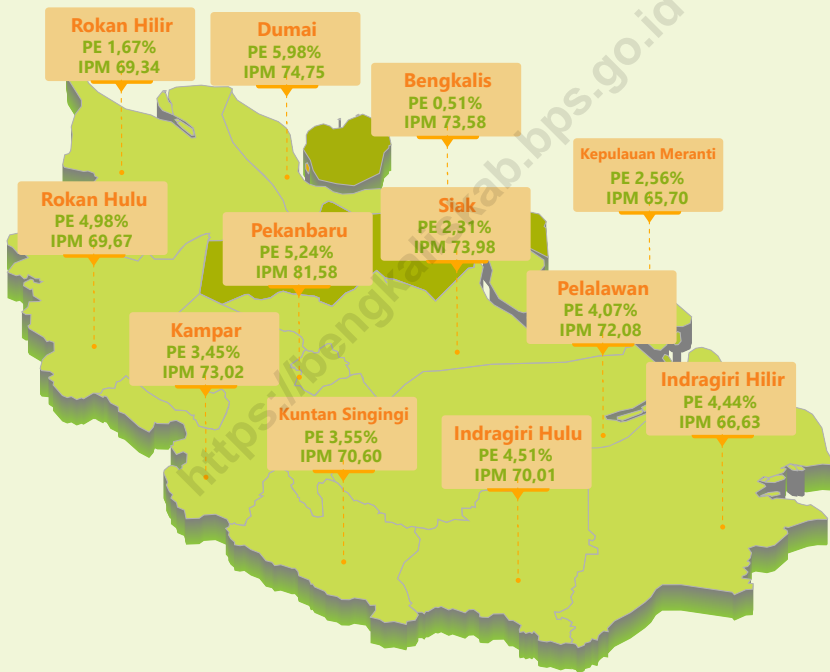 Rokan Hilir
PE 1,67%
IPM 69,34
Dumai
PE 5,98%
IPM 74,75
Bengkalis
PE 0,51%
IPM 73,58
Kepulauan Meranti
PE 2,56%
IPM 65,70
Rokan Hulu
PE 4,98%
IPM 69,67
Pekanbaru
PE 5,24%
IPM 81,58
Siak
PE 2,31%
IPM 73,98
Pelalawan
PE 4,07%
IPM 72,08
Kampar
PE 3,45%
IPM 73,02
Indragiri Hilir
PE 4,44%
IPM 66,63
Kuntan Singingi
PE 3,55%
IPM 70,60
Indragiri Hulu
PE 4,51%
IPM 70,01
https://bengkaliskab.bps.go.id